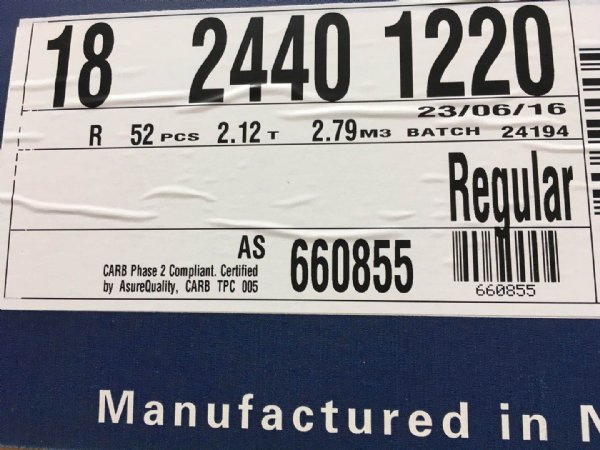 18 2440 1220
23/06/16
R 52 PCS 2.12 T 2.79 M3 BATCH 24194
Regular
AS
CARB Phase 2 Compliant. Certified
by AsureQuality, CARB TPC 005
660855
660855
Manufactured in N